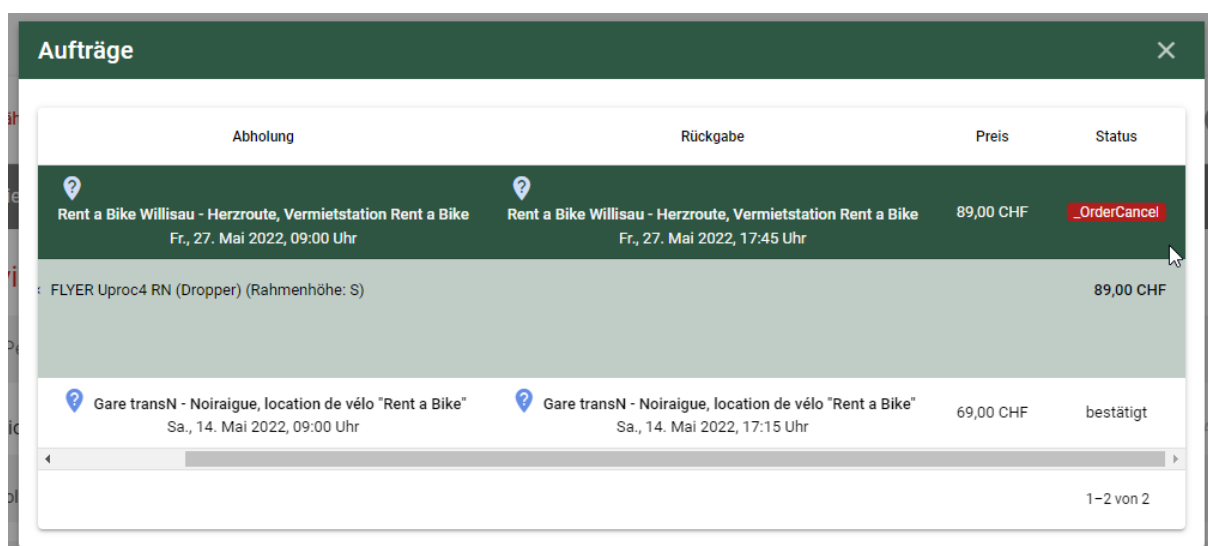 Aufträge
Abholung Rückgabe Preis Status
Rent a Bike Willisau - Herzroute, Vermietstation Rent a Bike Rent a Bike Willisau - Herzroute, Vermietstation Rent a Bike 89,00 CHF _OrderCancel
Fr., 27. Mai 2022, 09:00 Uhr Fr., 27. Mai 2022, 17:45 Uhr
FLYER Uproc4 RN (Dropper) (Rahmenhöhe: S) 89,00 CHF
Gare transN - Noiraigue, location de vélo "Rent a Bike" Gare transN - Noiraigue, location de vélo "Rent a Bike" 69,00 CHF bestätigt
Sa., 14. Mai 2022, 09:00 Uhr Sa., 14. Mai 2022, 17:15 Uhr
1–2 von 2